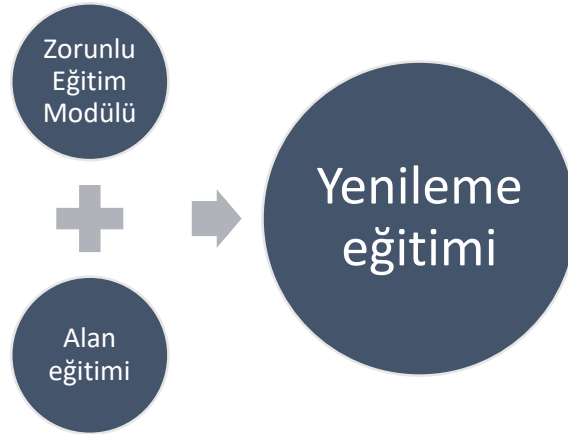 Zorunlu
Eğitim
Modülü
Alan
eğitimi
Yenileme
eğitimi